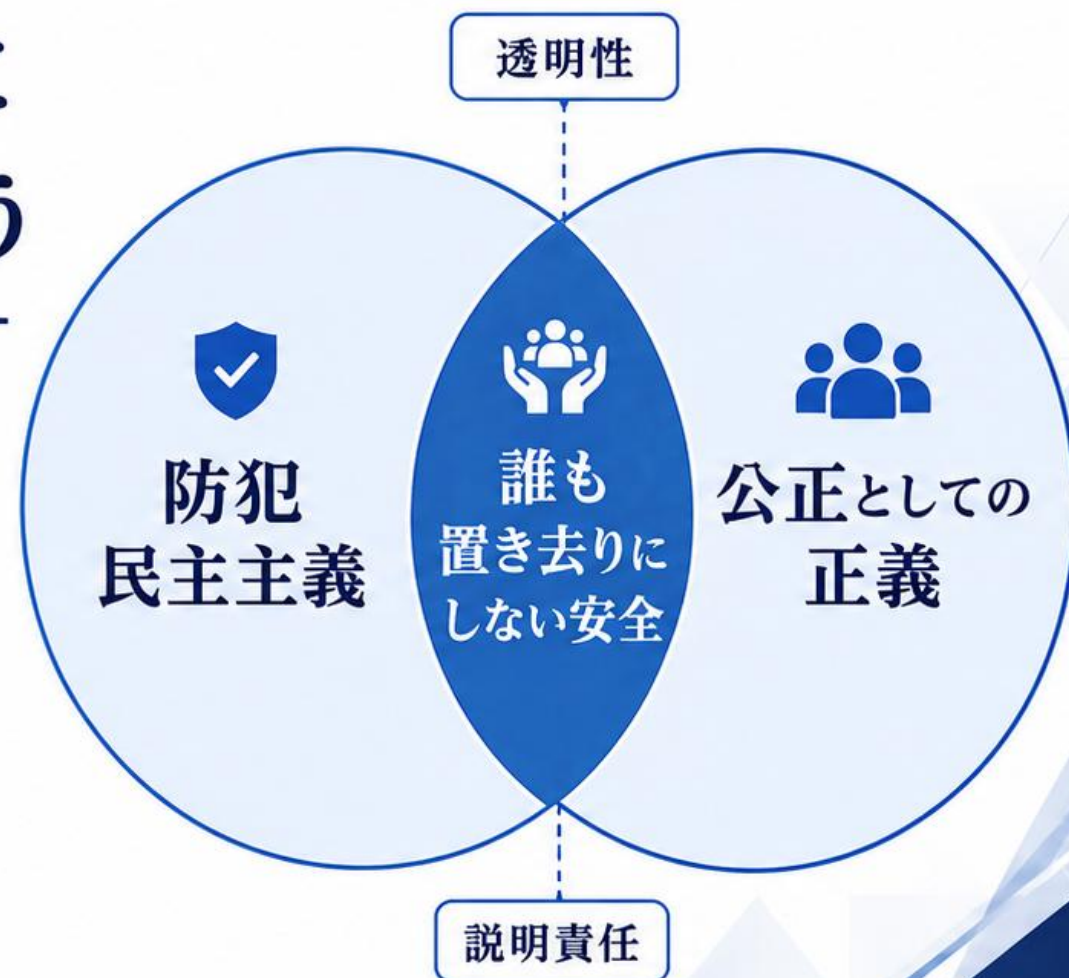 透明性
う
防犯
民主主義
誰も
置き去りに
しない安全
公正としての
正義
説明責任